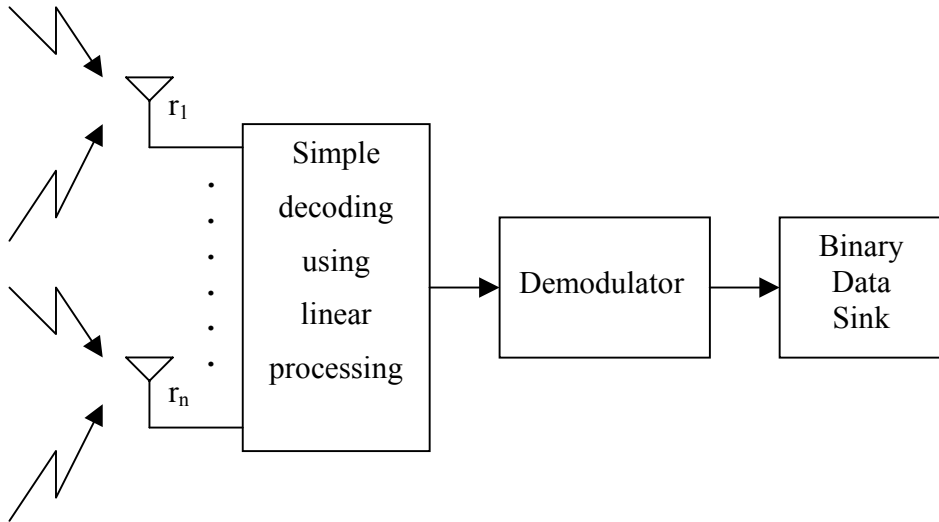 r1
Simple
decoding
using
linear
processing
Demodulator
Binary
Data
Sink
rn